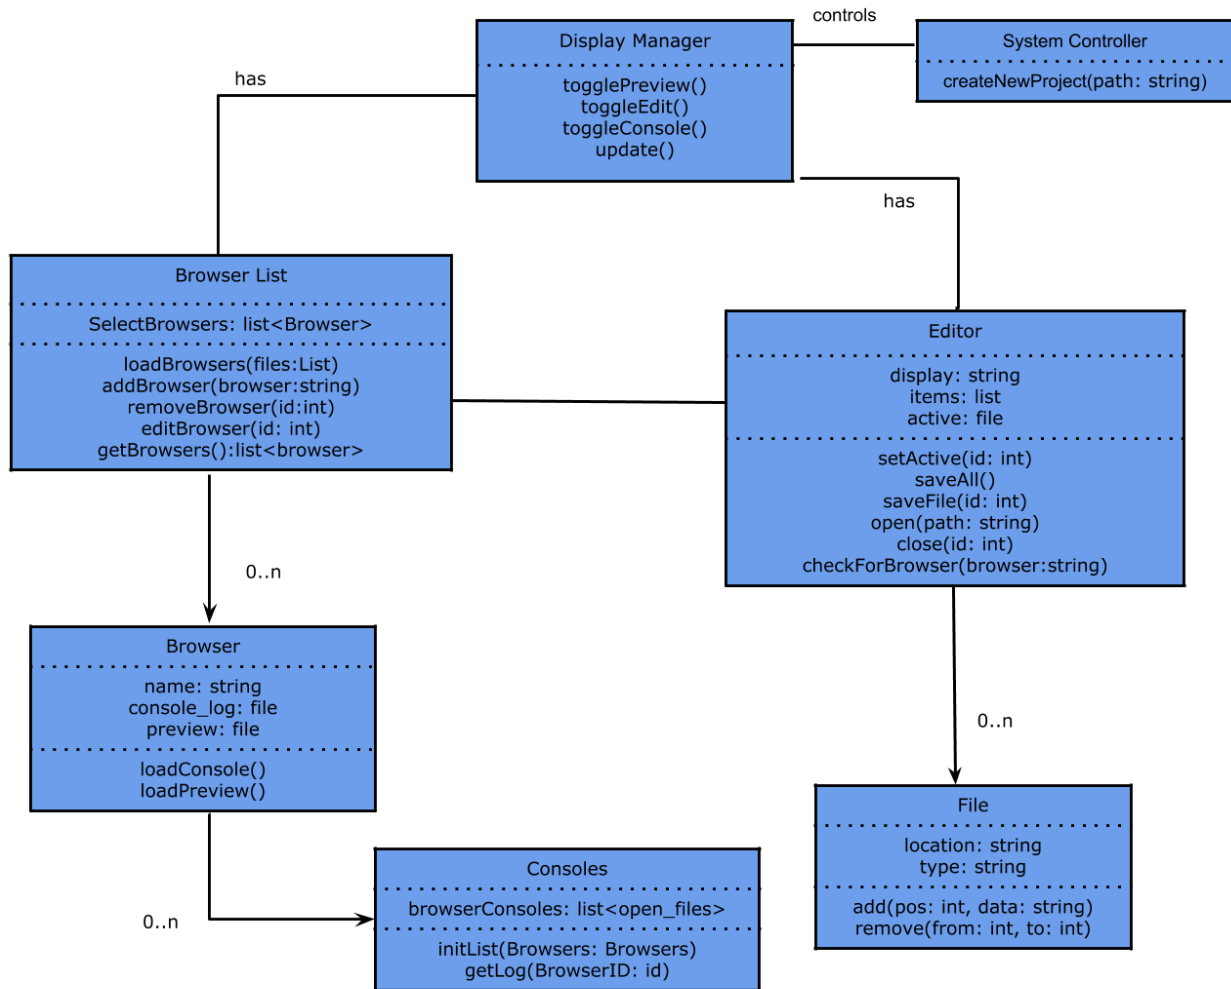 controls
Display Manager
togglePreview()
toggleEdit()
toggleConsole()
update()
System Controller
createNewProject(path: string)
has
has
Browser List
SelectBrowsers: list<Browser>
loadBrowsers(files:List)
addBrowser(browser:string)
removeBrowser(id:int)
editBrowser(id: int)
getBrowsers():list<browser>
Editor
display: string
items: list
active: file
setActive(id: int)
saveAll()
saveFile(id: int)
open(path: string)
close(id: int)
checkForBrowser(browser:string)
0..n
Browser
name: string
console_log: file
preview: file
loadConsole()
loadPreview()
0..n
File
location: string
type: string
add(pos: int, data: string)
remove(from: int, to: int)
0..n
Consoles
browserConsoles: list<open_files>
initList(Browsers: Browsers)
getLog(BrowserID: id)